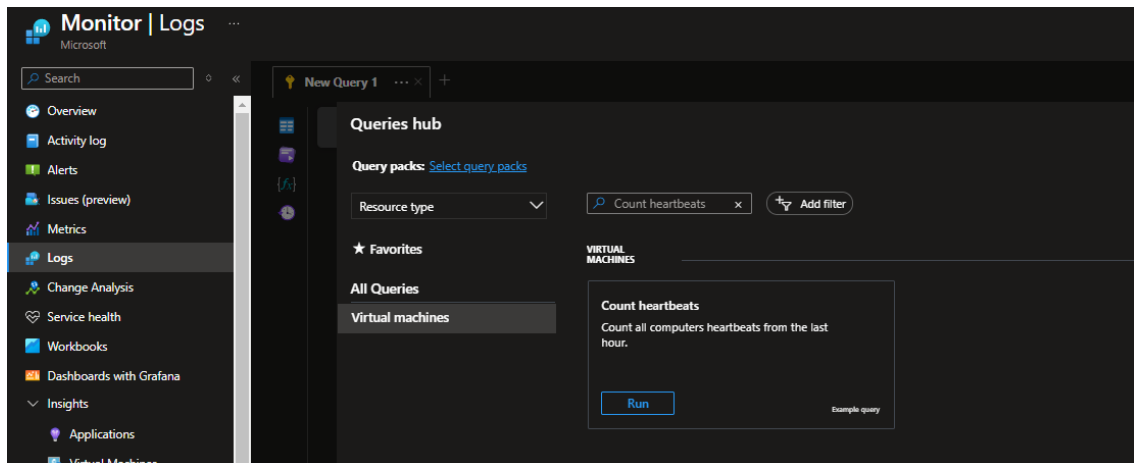 Monitor | Logs ...
Microsoft
Search
Overview
Activity log
Alerts
Issues (preview)
Metrics
Logs
Change Analysis
Service health
Workbooks
Dashboards with Grafana
Insights
Applications
Virtual Machines
New Query 1 ... × +
{fx}
Queries hub
Query packs: Select query packs
Resource type
Count heartbeats ×
Add filter
★ Favorites
All Queries
Virtual machines
VIRTUAL
MACHINES
Count heartbeats
Count all computers heartbeats from the last
hour.
Run
Example query